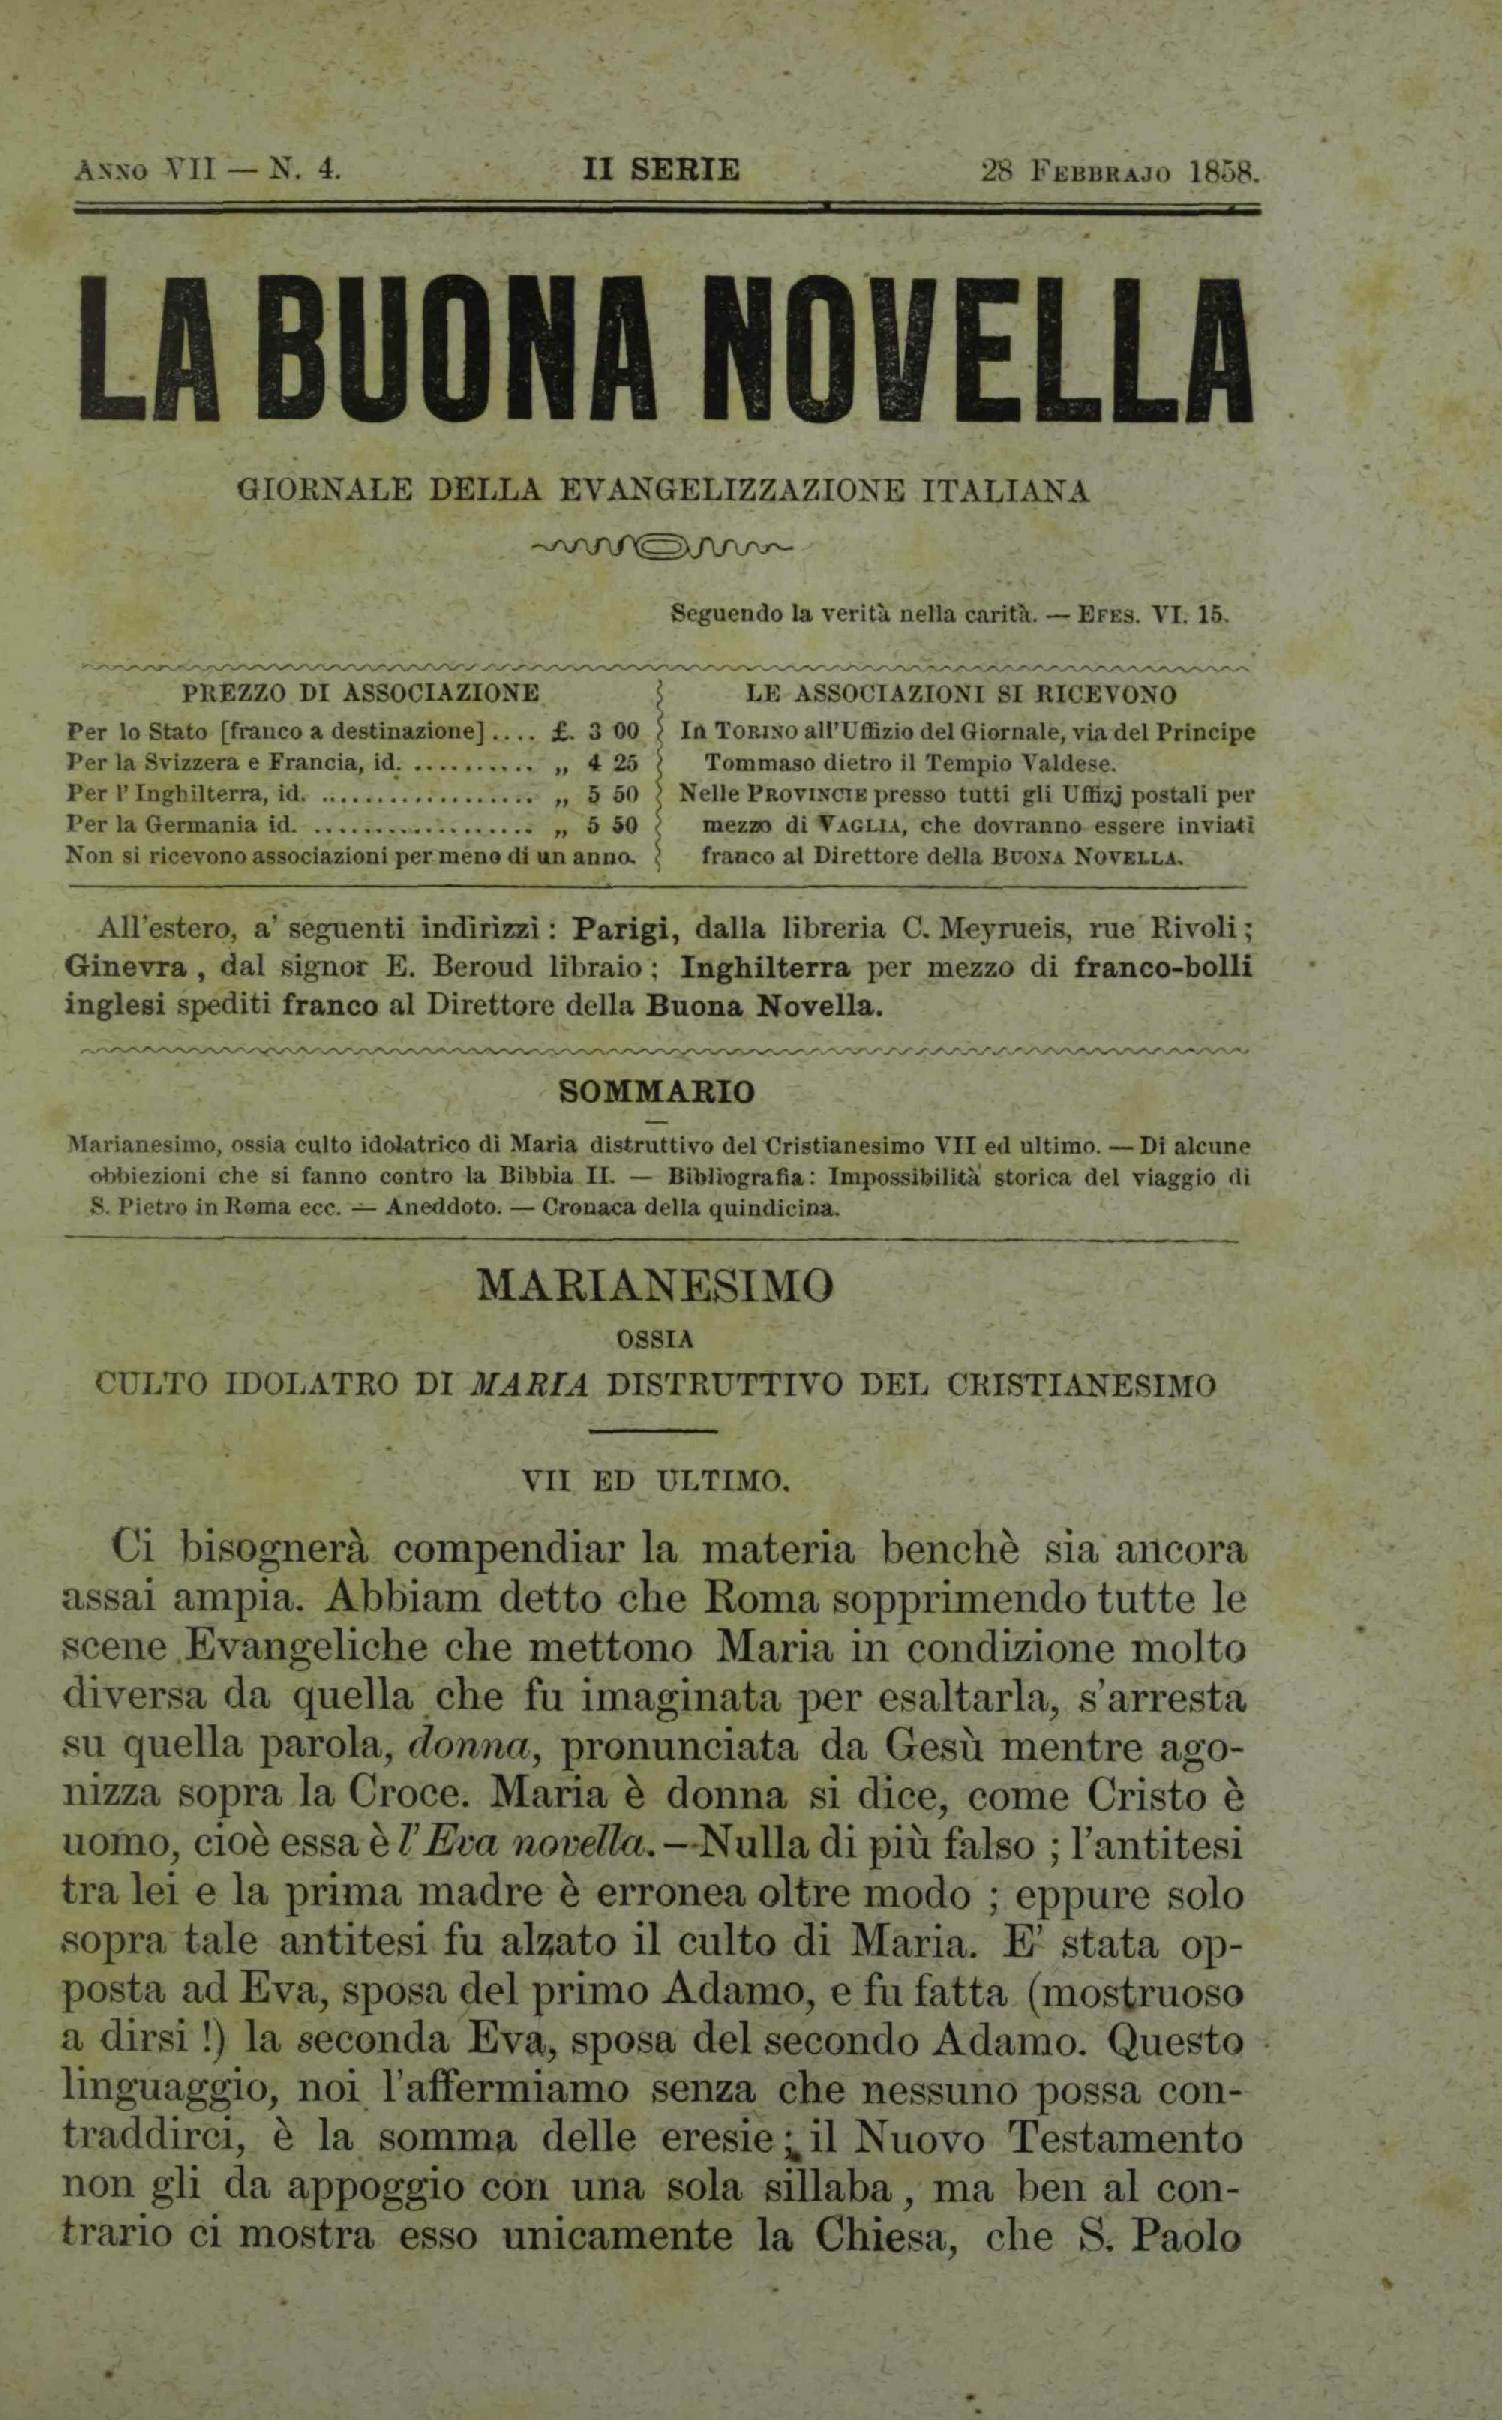 ANNO VII — N. 4. II SERIE 28 FEBBRAJO 1858.
LA BUONA NOVELLA
GIORNALE DELLA EVANGELIZZAZIONE ITALIANA
Seguendo la verità nella carità. — EFES. VI. 15.
PREZZO DI ASSOCIAZIONE
Per lo Stato [franco a destinazione].... £. 3 00
Per la Svizzera e Francia, id. .......... „ 4 25
Per l'Inghilterra, id. .................. „ 5 50
Per la Germania id. .................. „ 5 50
Non si ricevono associazioni per meno di un anno.
LE ASSOCIAZIONI SI RICEVONO
In TORINO all'Uffizio del Giornale, via del Principe
Tommaso dietro il Tempio Valdese.
Nelle PROVINCIE presso tutti gli Uffizj postali per
mezzo di VAGLIA, che dovranno essere inviati
franco al Direttore della BUONA NOVELLA.
All'estero, a' seguenti indirizzi : Parigi, dalla libreria C. Meyrueis, rue Rivoli ;
Ginevra , dal signor E. Beroud libraio ; Inghilterra per mezzo di franco-bolli
inglesi spediti franco al Direttore della Buona Novella.
SOMMARIO
Marianesimo, ossia culto idolatrico di Maria distruttivo del Cristianesimo VII ed ultimo. — Di alcune
obbiezioni che si fanno contro la Bibbia II. — Bibliografia : Impossibilità storica del viaggio di
S. Pietro in Roma ecc. — Aneddoto. — Cronaca della quindicina.
MARIANESIMO
OSSIA
CULTO IDOLATRO DI MARIA DISTRUTTIVO DEL CRISTIANESIMO
VII ED ULTIMO.
Ci bisognerà compendiar la materia benchè sia ancora
assai ampia. Abbiam detto che Roma sopprimendo tutte le
scene Evangeliche che mettono Maria in condizione molto
diversa da quella che fu imaginata per esaltarla, s'arresta
su quella parola, donna, pronunciata da Gesù mentre ago-
nizza sopra la Croce. Maria è donna si dice, come Cristo è
uomo, cioè essa è l'Eva novella. — Nulla di più falso ; l'antitesi
tra lei e la prima madre è erronea oltre modo ; eppure solo
sopra tale antitesi fu alzato il culto di Maria. E' stata op-
posta ad Eva, sposa del primo Adamo, e fu fatta (mostruoso
a dirsi !) la seconda Eva, sposa del secondo Adamo. Questo
linguaggio, noi l'affermiamo senza che nessuno possa con-
traddirci, è la somma delle eresie ; il Nuovo Testamento
non gli da appoggio con una sola sillaba , ma ben al con-
trario ci mostra esso unicamente la Chiesa, che S. Paolo